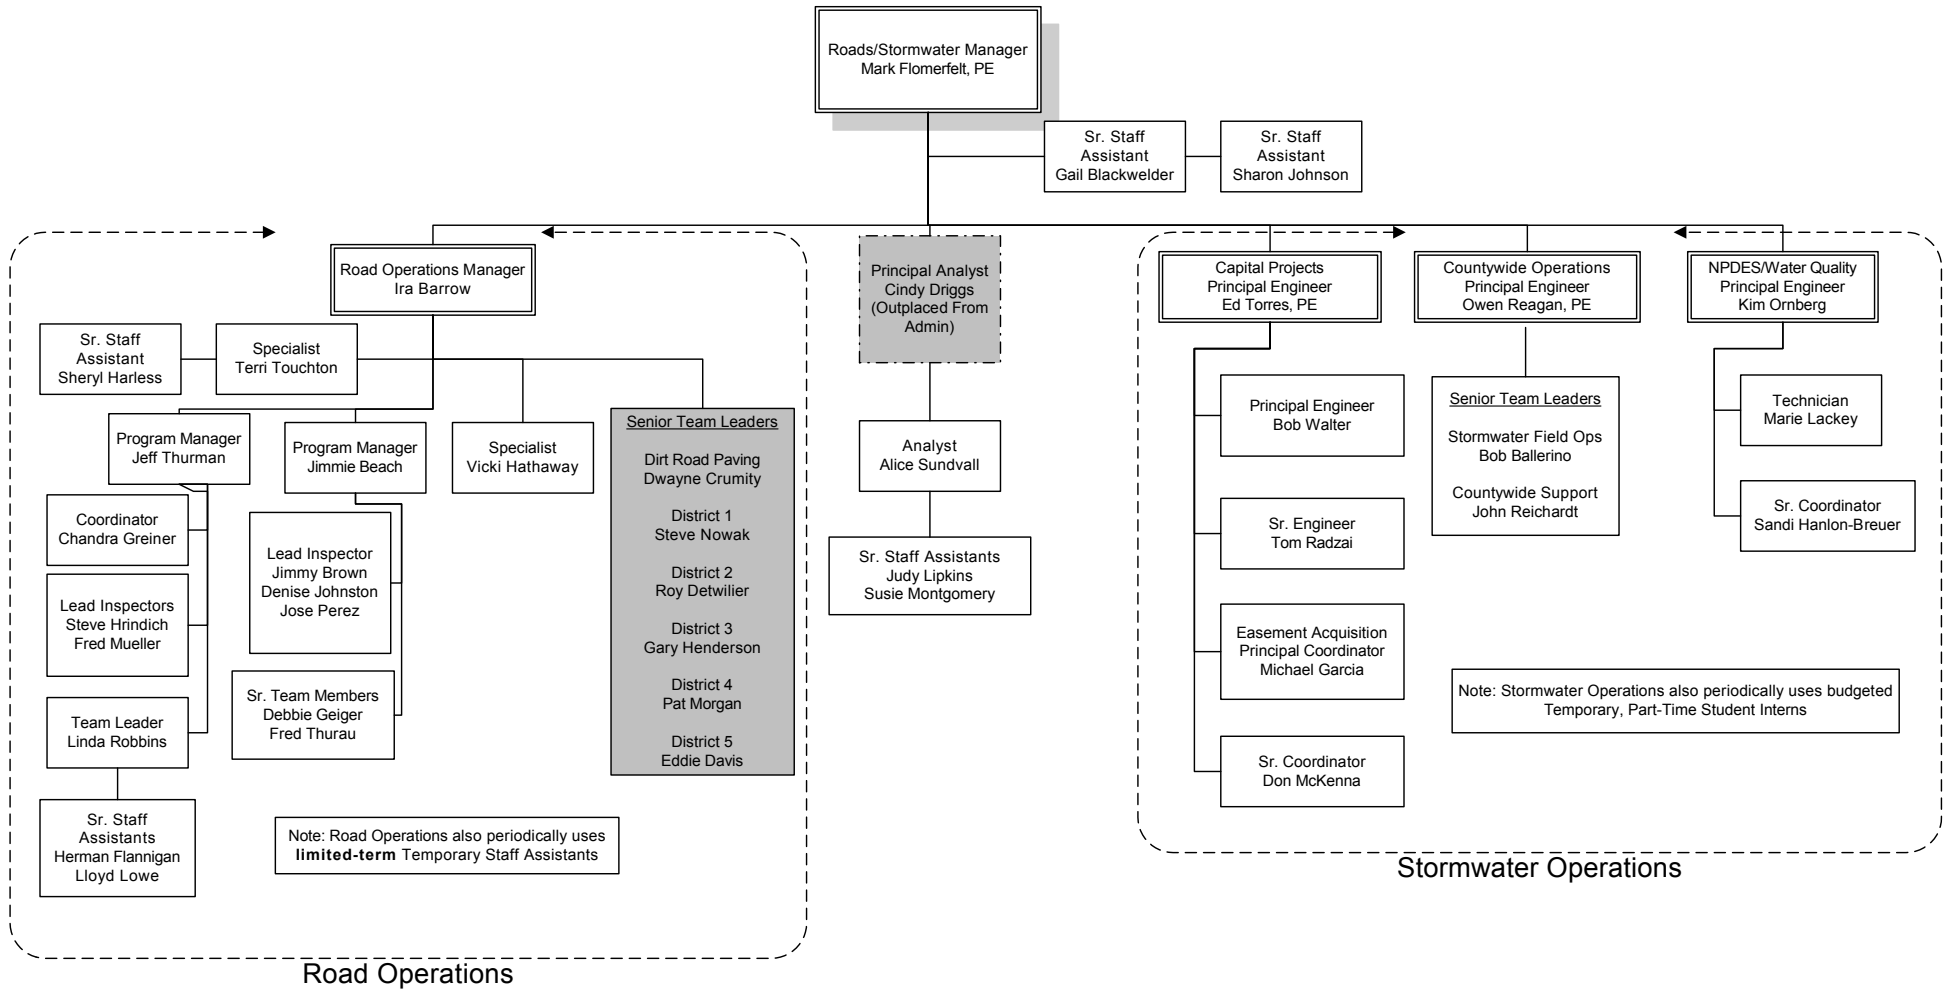 Roads/Stormwater Manager
Mark Flomerfelt, PE
Sr. Staff
Assistant
Gail Blackwelder
Sr. Staff
Assistant
Sharon Johnson
Road Operations Manager
Ira Barrow
Principal Analyst
Cindy Driggs
(Outplaced From
Admin)
Capital Projects
Principal Engineer
Ed Torres, PE
Countywide Operations
Principal Engineer
Owen Reagan, PE
NPDES/Water Quality
Principal Engineer
Kim Ornberg
Sr. Staff
Assistant
Sheryl Harless
Specialist
Terri Touchton
Program Manager
Jeff Thurman
Program Manager
Jimmie Beach
Specialist
Vicki Hathaway
Senior Team Leaders
Dirt Road Paving
Dwayne Crumity
District 1
Steve Nowak
District 2
Roy Detwilier
District 3
Gary Henderson
District 4
Pat Morgan
District 5
Eddie Davis
Coordinator
Chandra Greiner
Lead Inspectors
Steve Hrindich
Fred Mueller
Team Leader
Linda Robbins
Sr. Staff
Assistants
Herman Flannigan
Lloyd Lowe
Lead Inspector
Jimmy Brown
Denise Johnston
Jose Perez
Sr. Team Members
Debbie Geiger
Fred Thurau
Note: Road Operations also periodically uses
limited-term Temporary Staff Assistants
Road Operations
Analyst
Alice Sundvall
Sr. Staff Assistants
Judy Lipkins
Susie Montgomery
Principal Engineer
Bob Walter
Sr. Engineer
Tom Radzai
Easement Acquisition
Principal Coordinator
Michael Garcia
Sr. Coordinator
Don McKenna
Senior Team Leaders
Stormwater Field Ops
Bob Ballerino
Countywide Support
John Reichardt
Technician
Marie Lackey
Sr. Coordinator
Sandi Hanlon-Breuer
Note: Stormwater Operations also periodically uses budgeted
Temporary, Part-Time Student Interns
Stormwater Operations